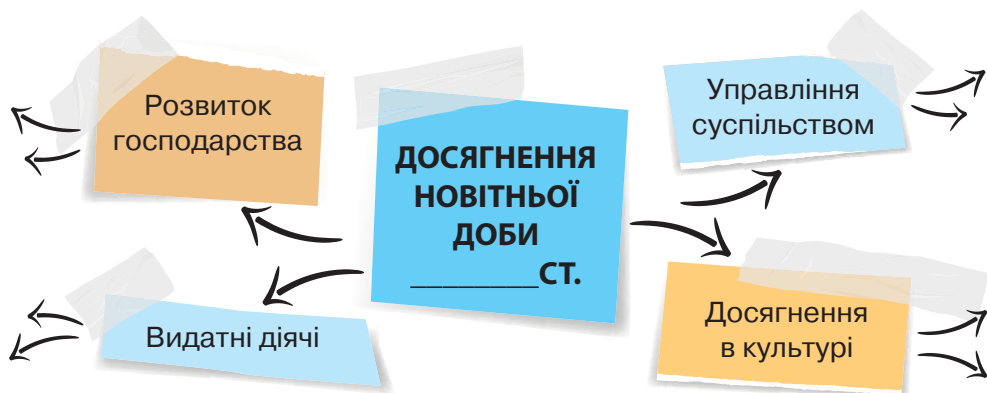 Розвиток
господарства
ДОСЯГНЕННЯ
НОВІТНЬОЇ
ДОБИ
________СТ.
Управління
суспільством
Видатні діячі
Досягнення
в культурі